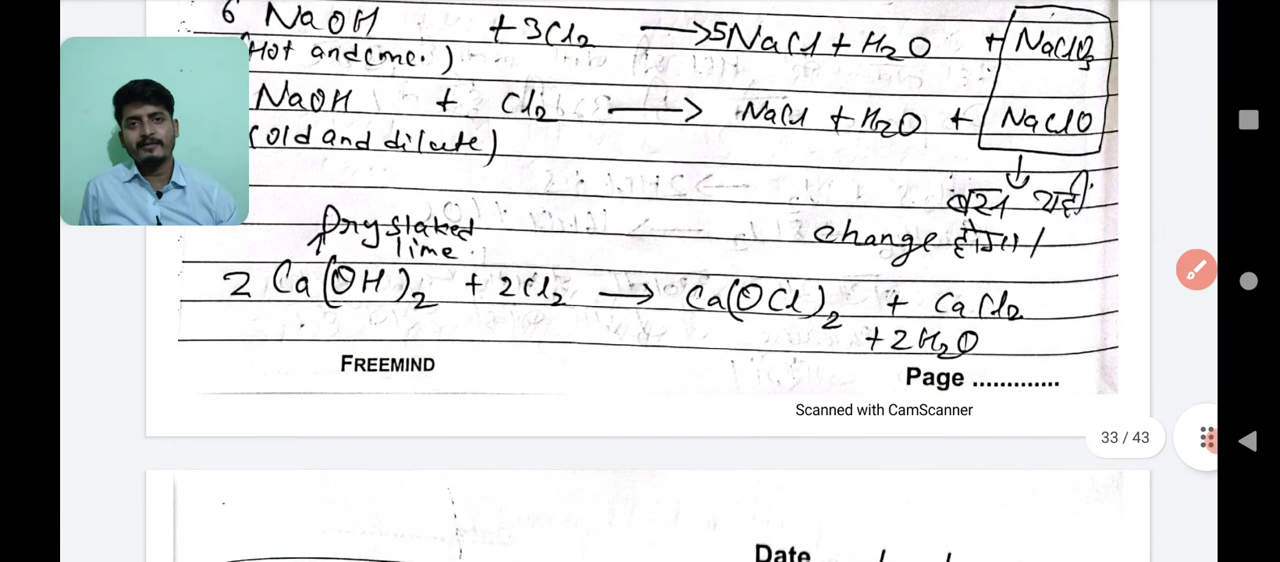 6 NaOH + 3Cl2 → 5NaCl + H2O + NaClO3
(Hot and conc.)
NaOH + Cl2 → NaCl + H2O + NaClO
(old and dilute)
बस यही
change होगा।
Dry slaked
lime
2 Ca(OH)2 + 2Cl2 → Ca(OCl)2 + CaCl2
+ 2H2O
FREEMIND
Page .............
Scanned with CamScanner
33 / 43
Date